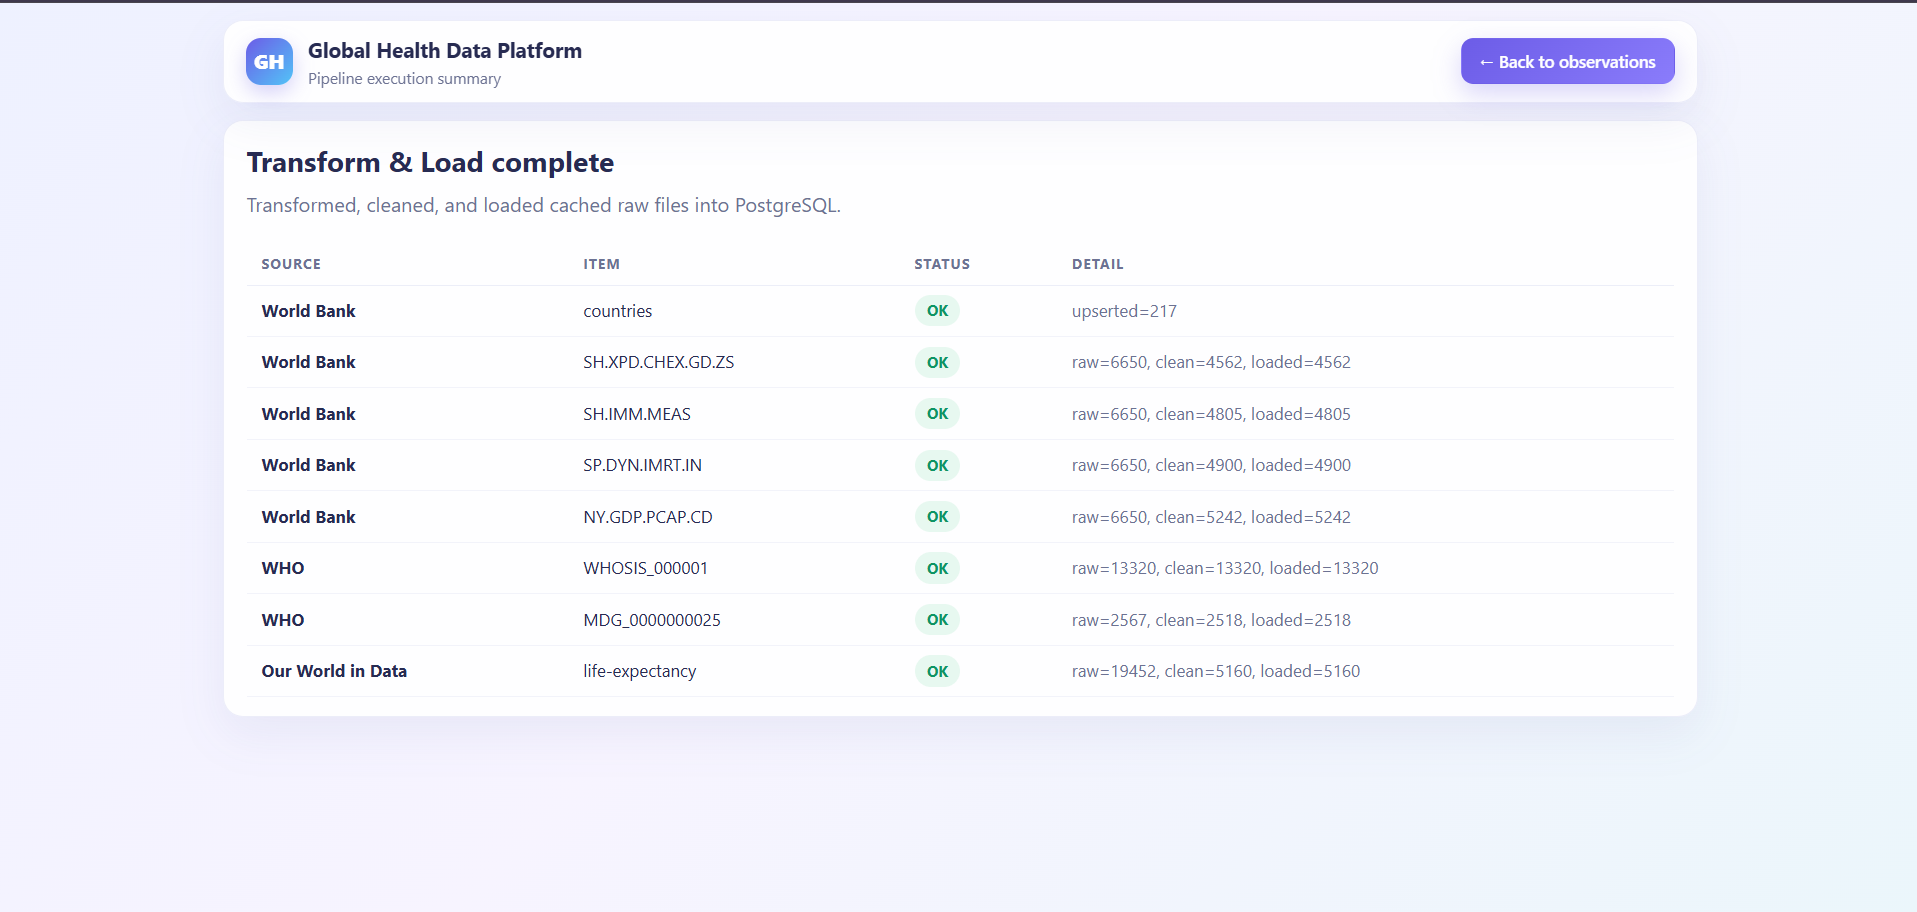 GH
Global Health Data Platform
Pipeline execution summary
← Back to observations
Transform & Load complete
Transformed, cleaned, and loaded cached raw files into PostgreSQL.
SOURCE ITEM STATUS DETAIL
World Bank countries OK upserted=217
World Bank SH.XPD.CHEX.GD.ZS OK raw=6650, clean=4562, loaded=4562
World Bank SH.IMM.MEAS OK raw=6650, clean=4805, loaded=4805
World Bank SP.DYN.IMRT.IN OK raw=6650, clean=4900, loaded=4900
World Bank NY.GDP.PCAP.CD OK raw=6650, clean=5242, loaded=5242
WHO WHOSIS_000001 OK raw=13320, clean=13320, loaded=13320
WHO MDG_0000000025 OK raw=2567, clean=2518, loaded=2518
Our World in Data life-expectancy OK raw=19452, clean=5160, loaded=5160